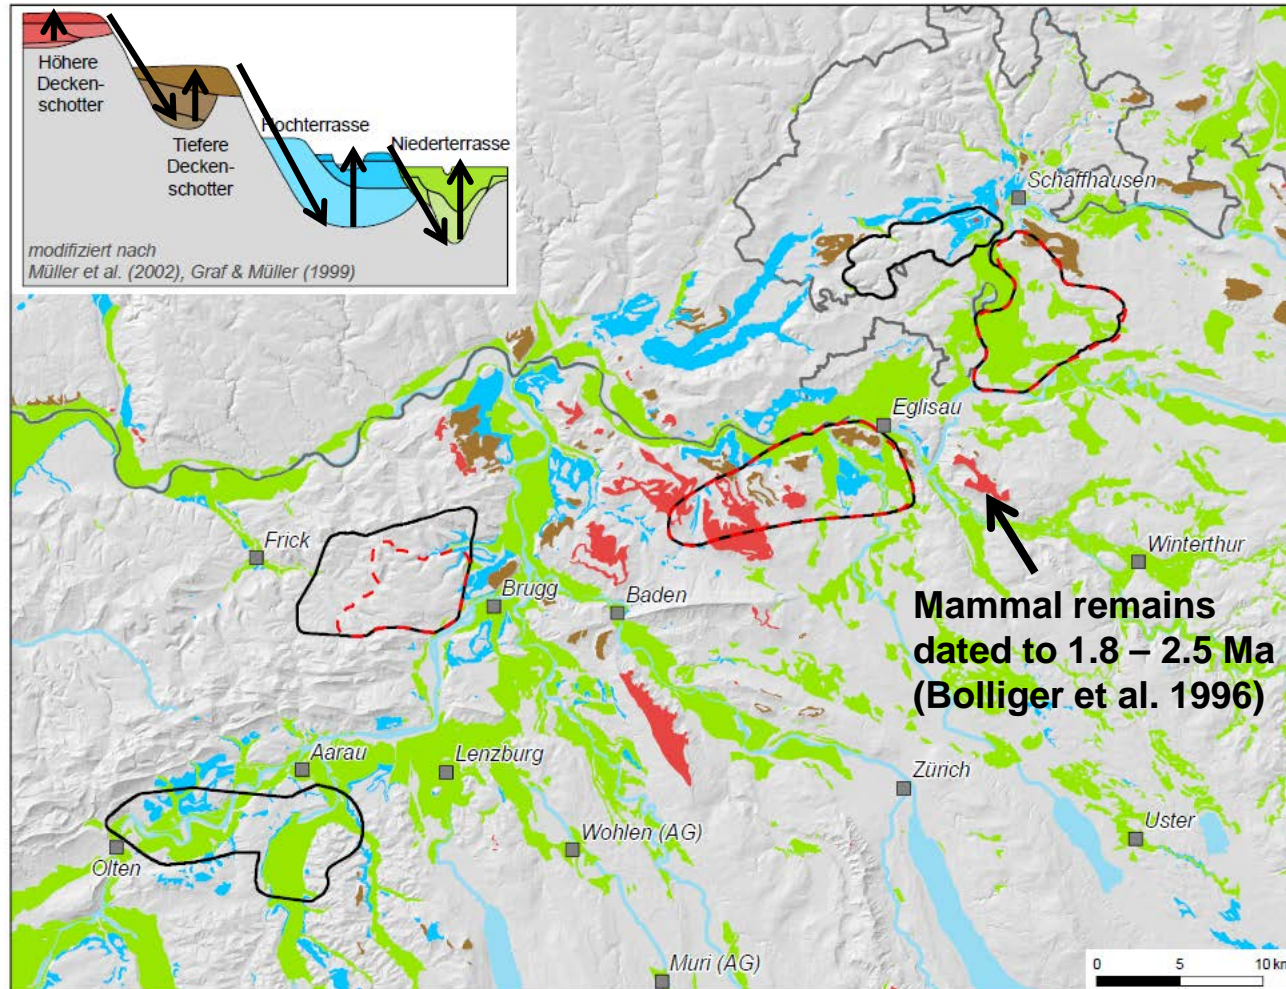 Höhere
Decken-
schotter
Tiefere
Decken-
schotter
Hochterrasse
Niederterrasse
modifiziert nach
Müller et al. (2002), Graf & Müller (1999)
Schaffhausen
Eglisau
Frick
Winterthur
Brugg
Baden
Mammal remains
dated to 1.8 – 2.5 Ma
(Bolliger et al. 1996)
Aarau
Lenzburg
Zürich
Olten
Wohlen (AG)
Uster
Muri (AG)
0 5 10 km